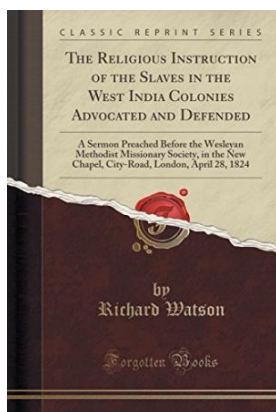 CLASSIC REPRINT SERIES
The Religious Instruction
of the Slaves in the
West India Colonies
Advocated and Defended
A Sermon Preached Before the Wesleyan
Methodist Missionary Society, in the New
Chapel, City-Road, London, April 28, 1824
by
Richard Watson
Forgotten Books